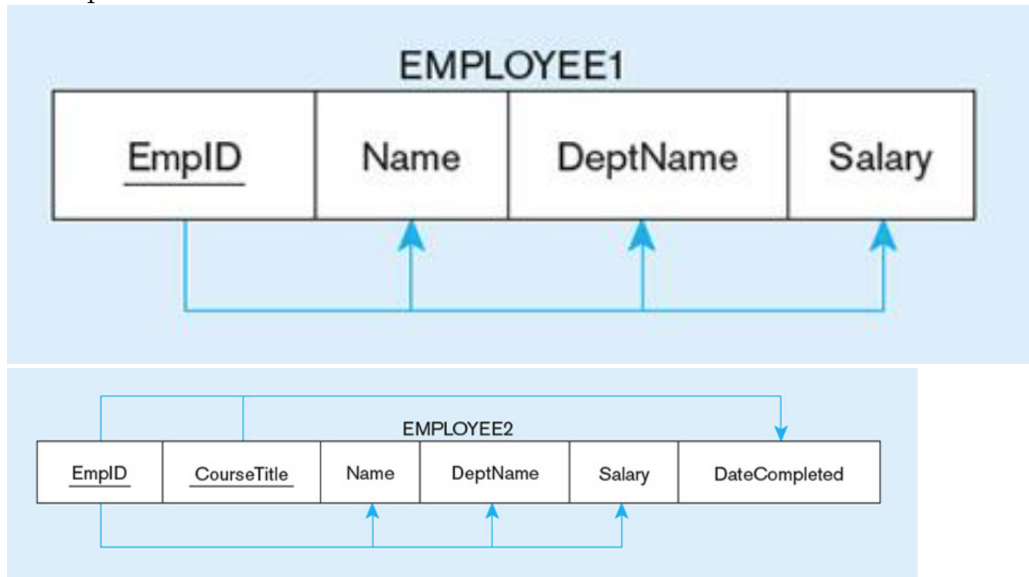 EMPLOYEE1
EmpID Name DeptName Salary
EMPLOYEE2
EmpID CourseTitle Name DeptName Salary DateCompleted